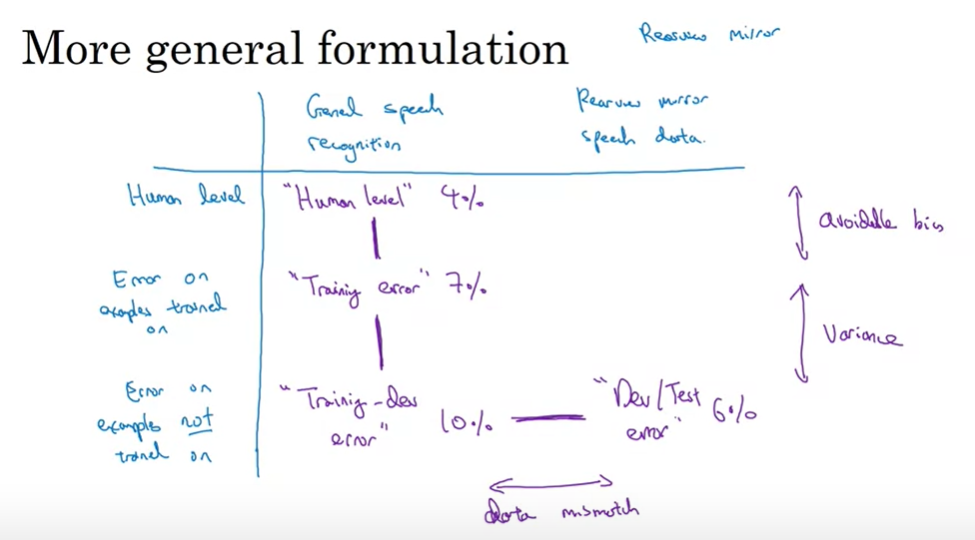 More general formulation
Rearview mirror
General speech
recognition
Rearview mirror
speech data.
Human level
"Human level" 4%
avoidable bias
Error on
examples trained
on
"Training error" 7%
Variance
Error on
examples not
trained on
"Training-dev
error" 10%
"Dev/Test
error" 6%
data mismatch